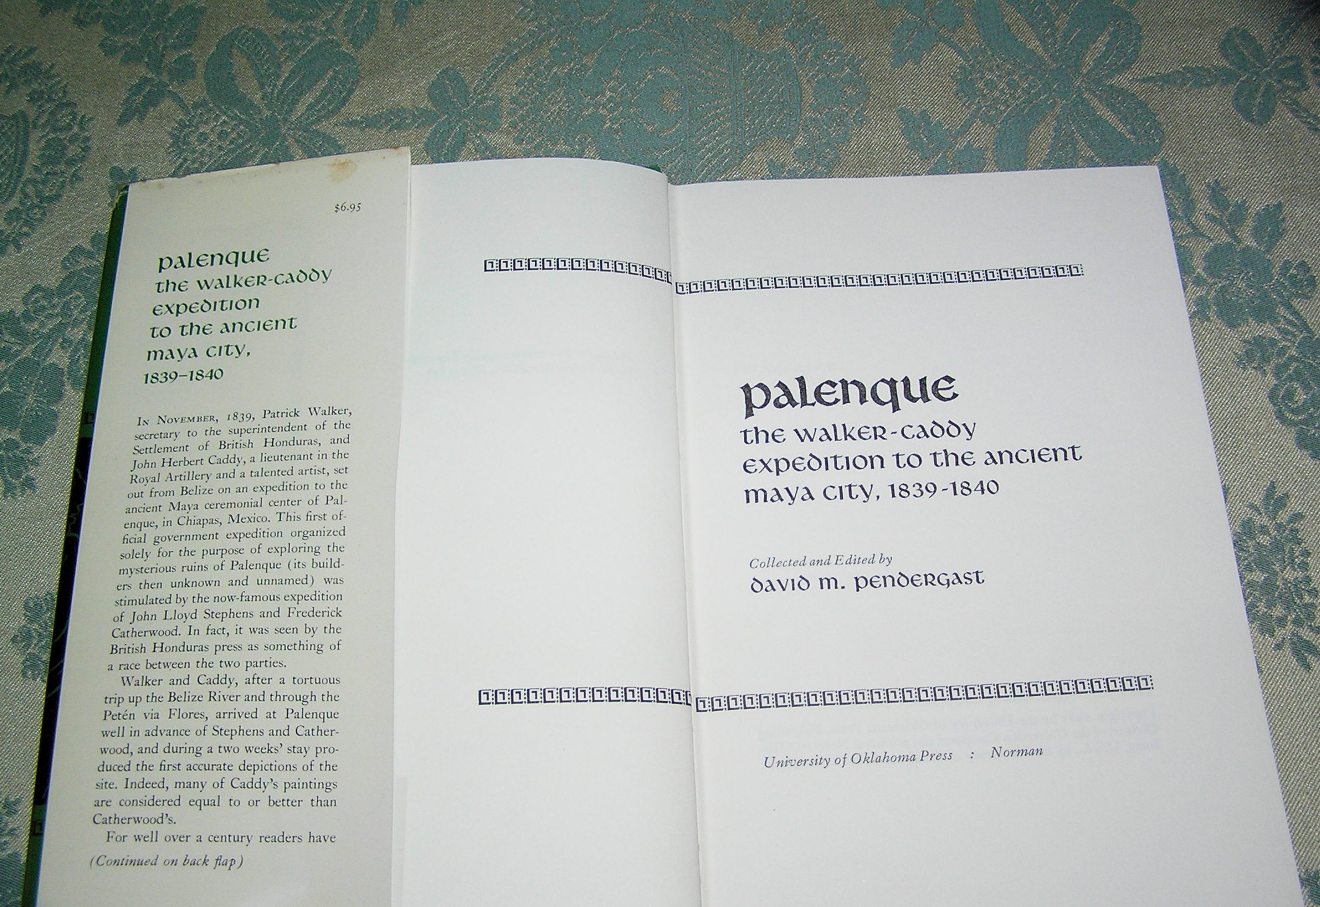 $6.95
palenque
the walker-caddy
expedition
to the ancient
maya city,
1839–1840
In November, 1839, Patrick Walker,
secretary to the superintendent of the
Settlement of British Honduras, and
John Herbert Caddy, a lieutenant in the
Royal Artillery and a talented artist, set
out from Belize on an expedition to the
ancient Maya ceremonial center of Pal-
enque, in Chiapas, Mexico. This first of-
ficial government expedition organized
solely for the purpose of exploring the
mysterious ruins of Palenque (its build-
ers then unknown and unnamed) was
stimulated by the now-famous expedition
of John Lloyd Stephens and Frederick
Catherwood. In fact, it was seen by the
British Honduras press as something of
a race between the two parties.
Walker and Caddy, after a tortuous
trip up the Belize River and through the
Petén via Flores, arrived at Palenque
well in advance of Stephens and Cather-
wood, and during a two weeks' stay pro-
duced the first accurate depictions of the
site. Indeed, many of Caddy's paintings
are considered equal to or better than
Catherwood's.
For well over a century readers have
(Continued on back flap)
palenque
the walker-caddy
expedition to the ancient
maya city, 1839-1840
Collected and Edited by
david m. pendergast
University of Oklahoma Press : Norman